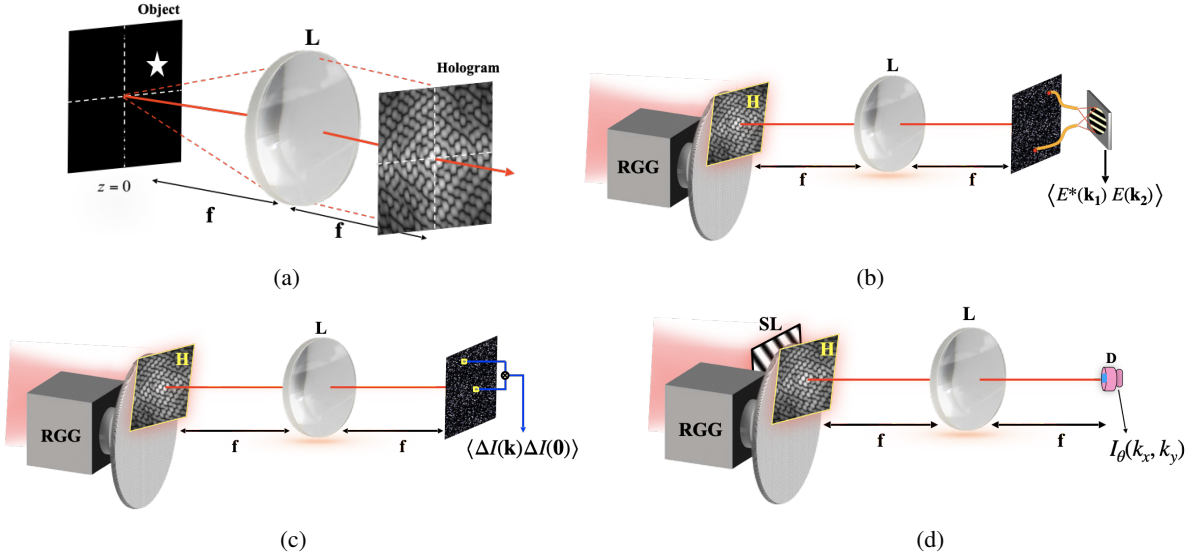 Object
L
Hologram
z = 0
f
f
(a)
L
H
RGG
f
f
⟨E*(k₁) E(k₂)⟩
(b)
L
H
RGG
f
f
⟨ΔI(k)ΔI(0)⟩
(c)
SL
L
H
D
RGG
f
f
I_θ(k_x, k_y)
(d)